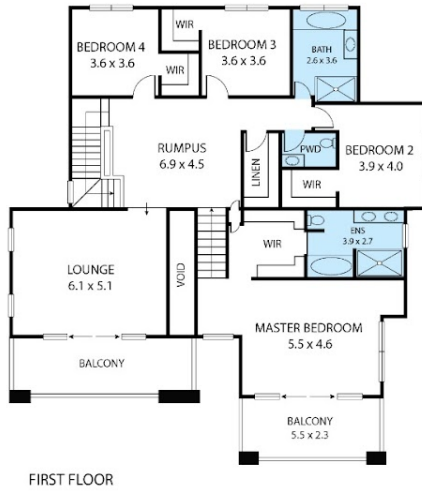 BEDROOM 4
3.6 x 3.6
WIR
WIR
BEDROOM 3
3.6 x 3.6
BATH
2.6 x 3.6
RUMPUS
6.9 x 4.5
LINEN
PWD
BEDROOM 2
3.9 x 4.0
WIR
LOUNGE
6.1 x 5.1
VOID
WIR
ENS
3.9 x 2.7
MASTER BEDROOM
5.5 x 4.6
BALCONY
BALCONY
5.5 x 2.3
FIRST FLOOR